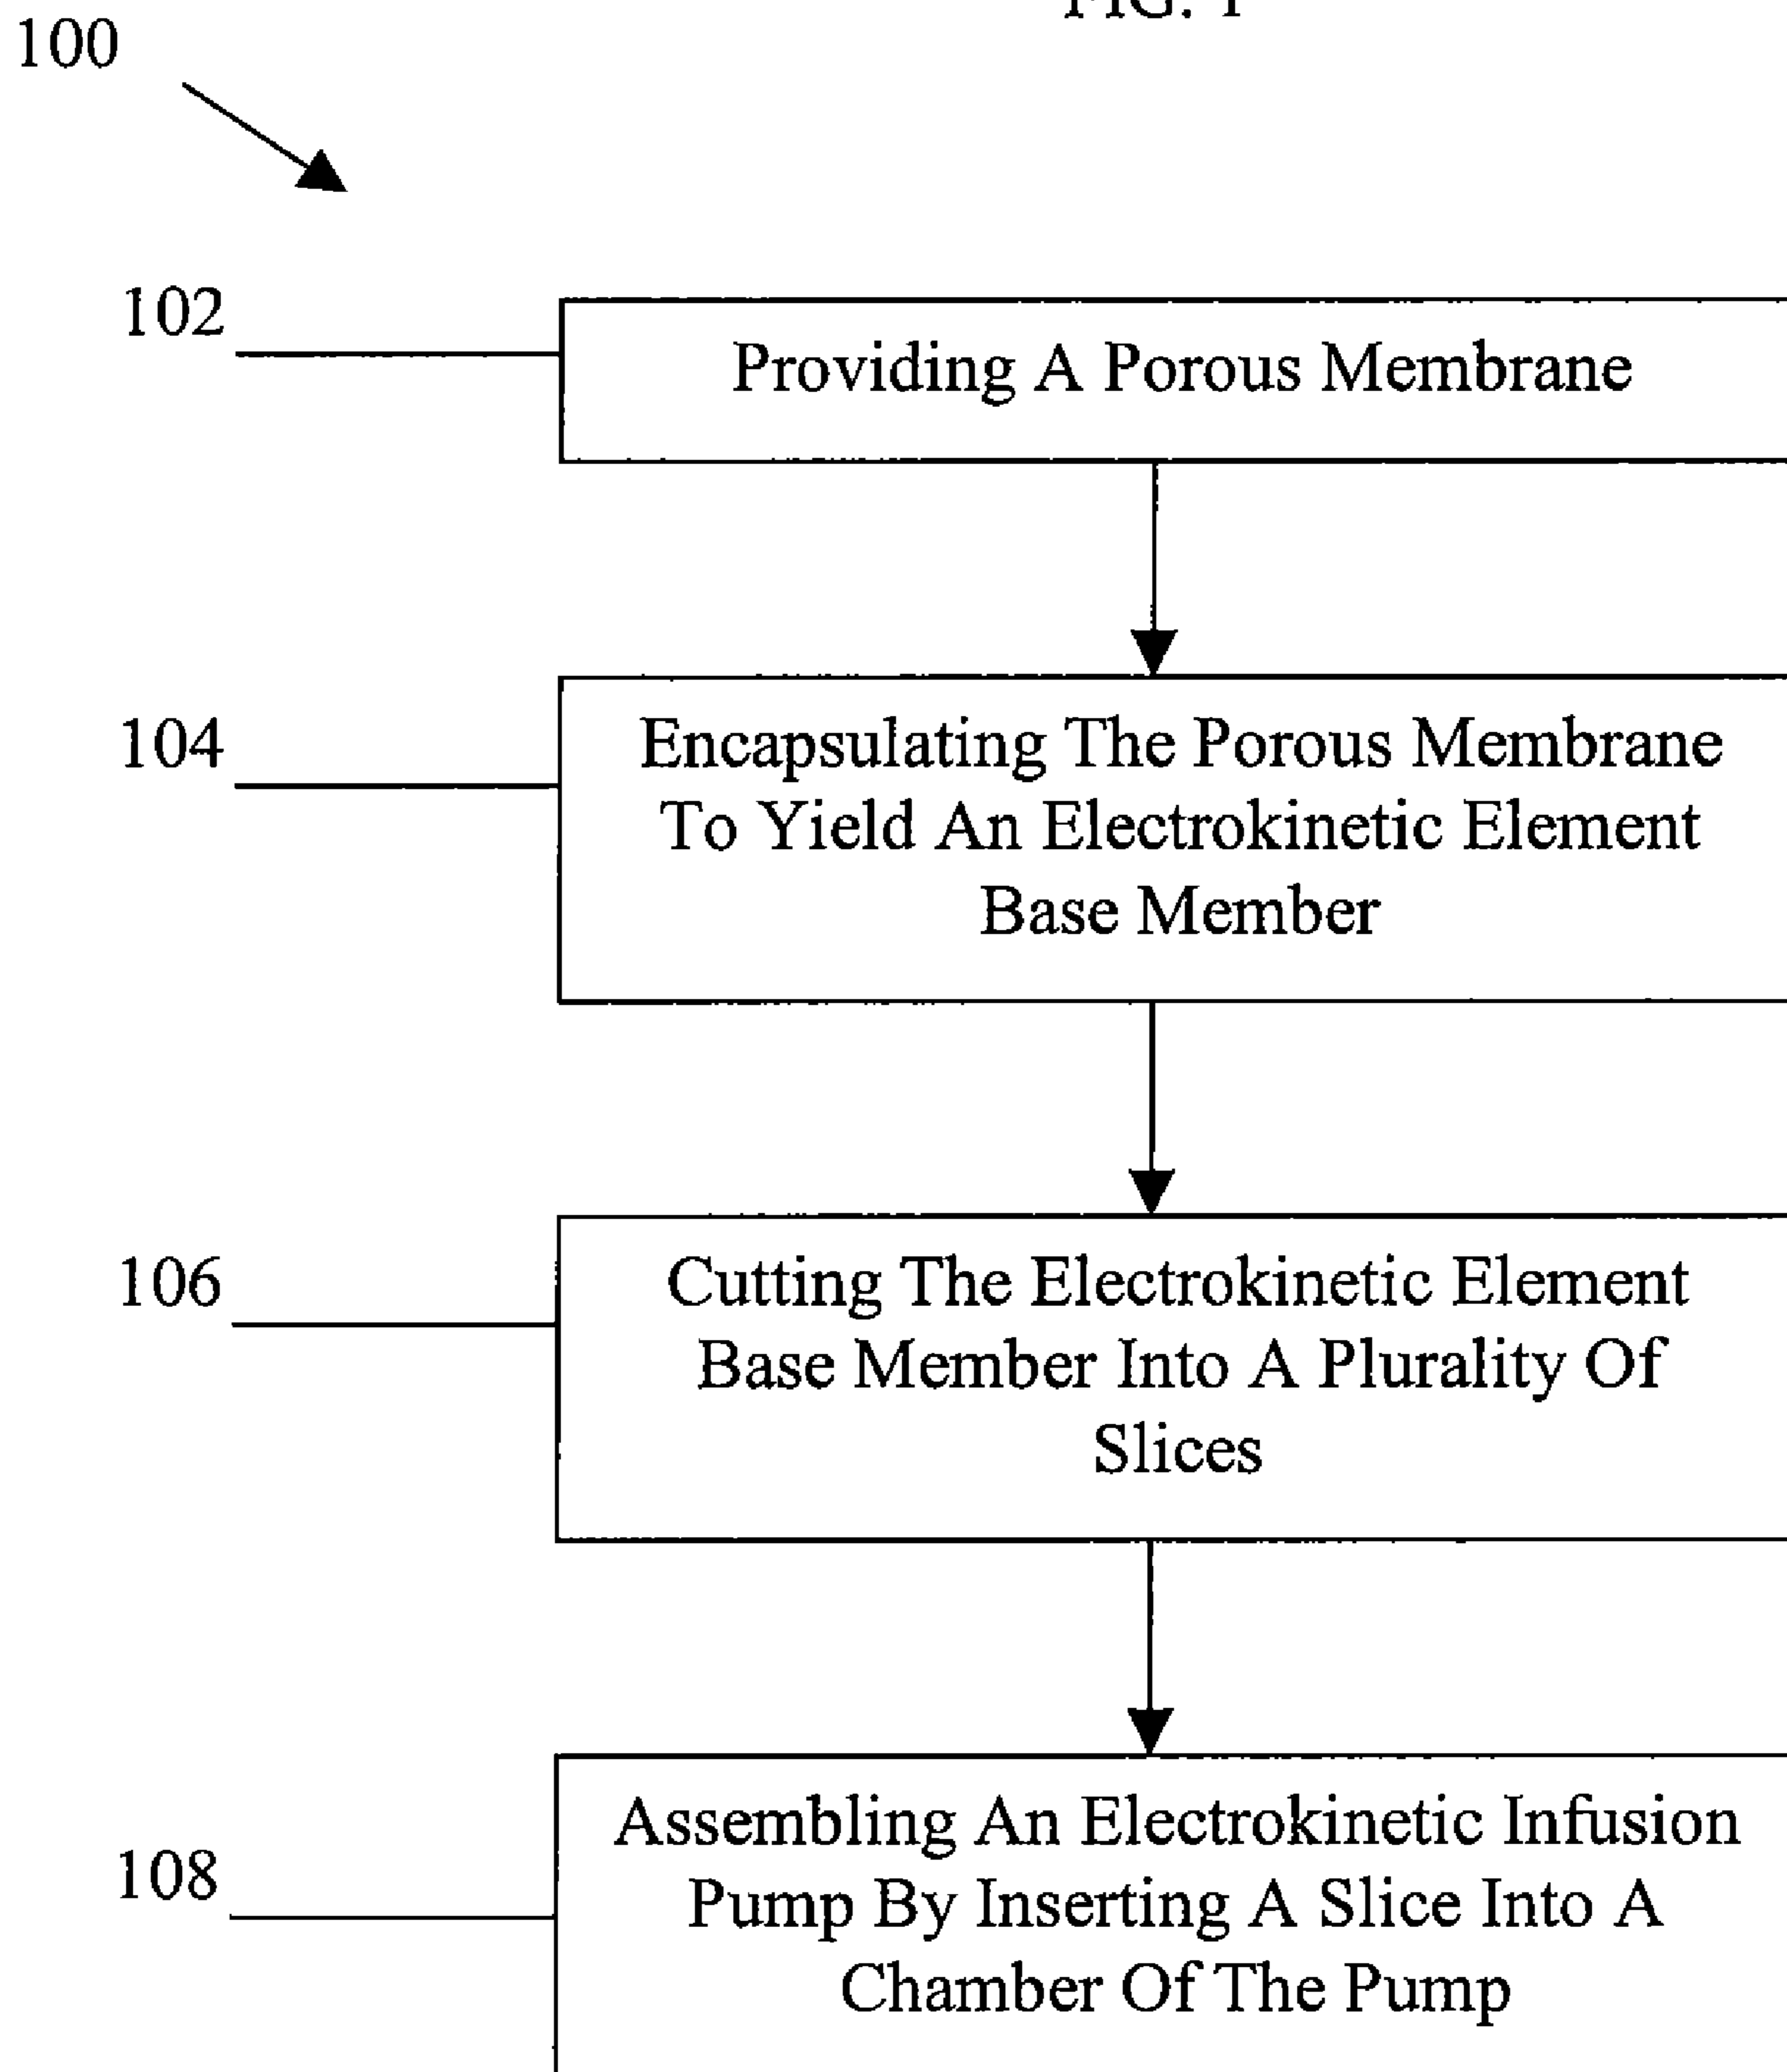 FIG. 1
100
102
Providing A Porous Membrane
104
Encapsulating The Porous Membrane
To Yield An Electrokinetic Element
Base Member
106
Cutting The Electrokinetic Element
Base Member Into A Plurality Of
Slices
108
Assembling An Electrokinetic Infusion
Pump By Inserting A Slice Into A
Chamber Of The Pump